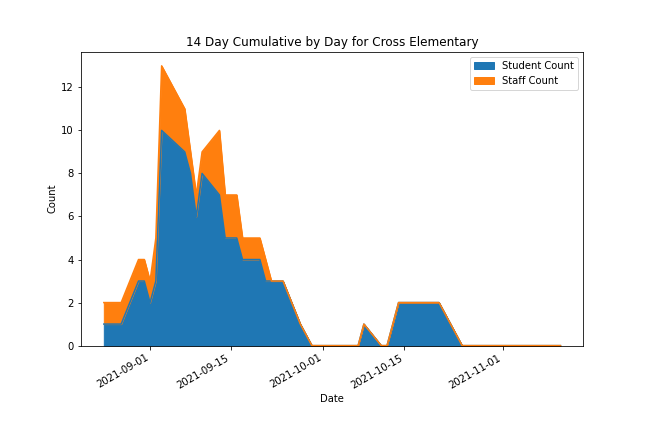 14 Day Cumulative by Day for Cross Elementary
Student Count
Staff Count
12
10
8
6
4
2
0
Count
2021-09-01
2021-09-15
2021-10-01
2021-10-15
2021-11-01
Date